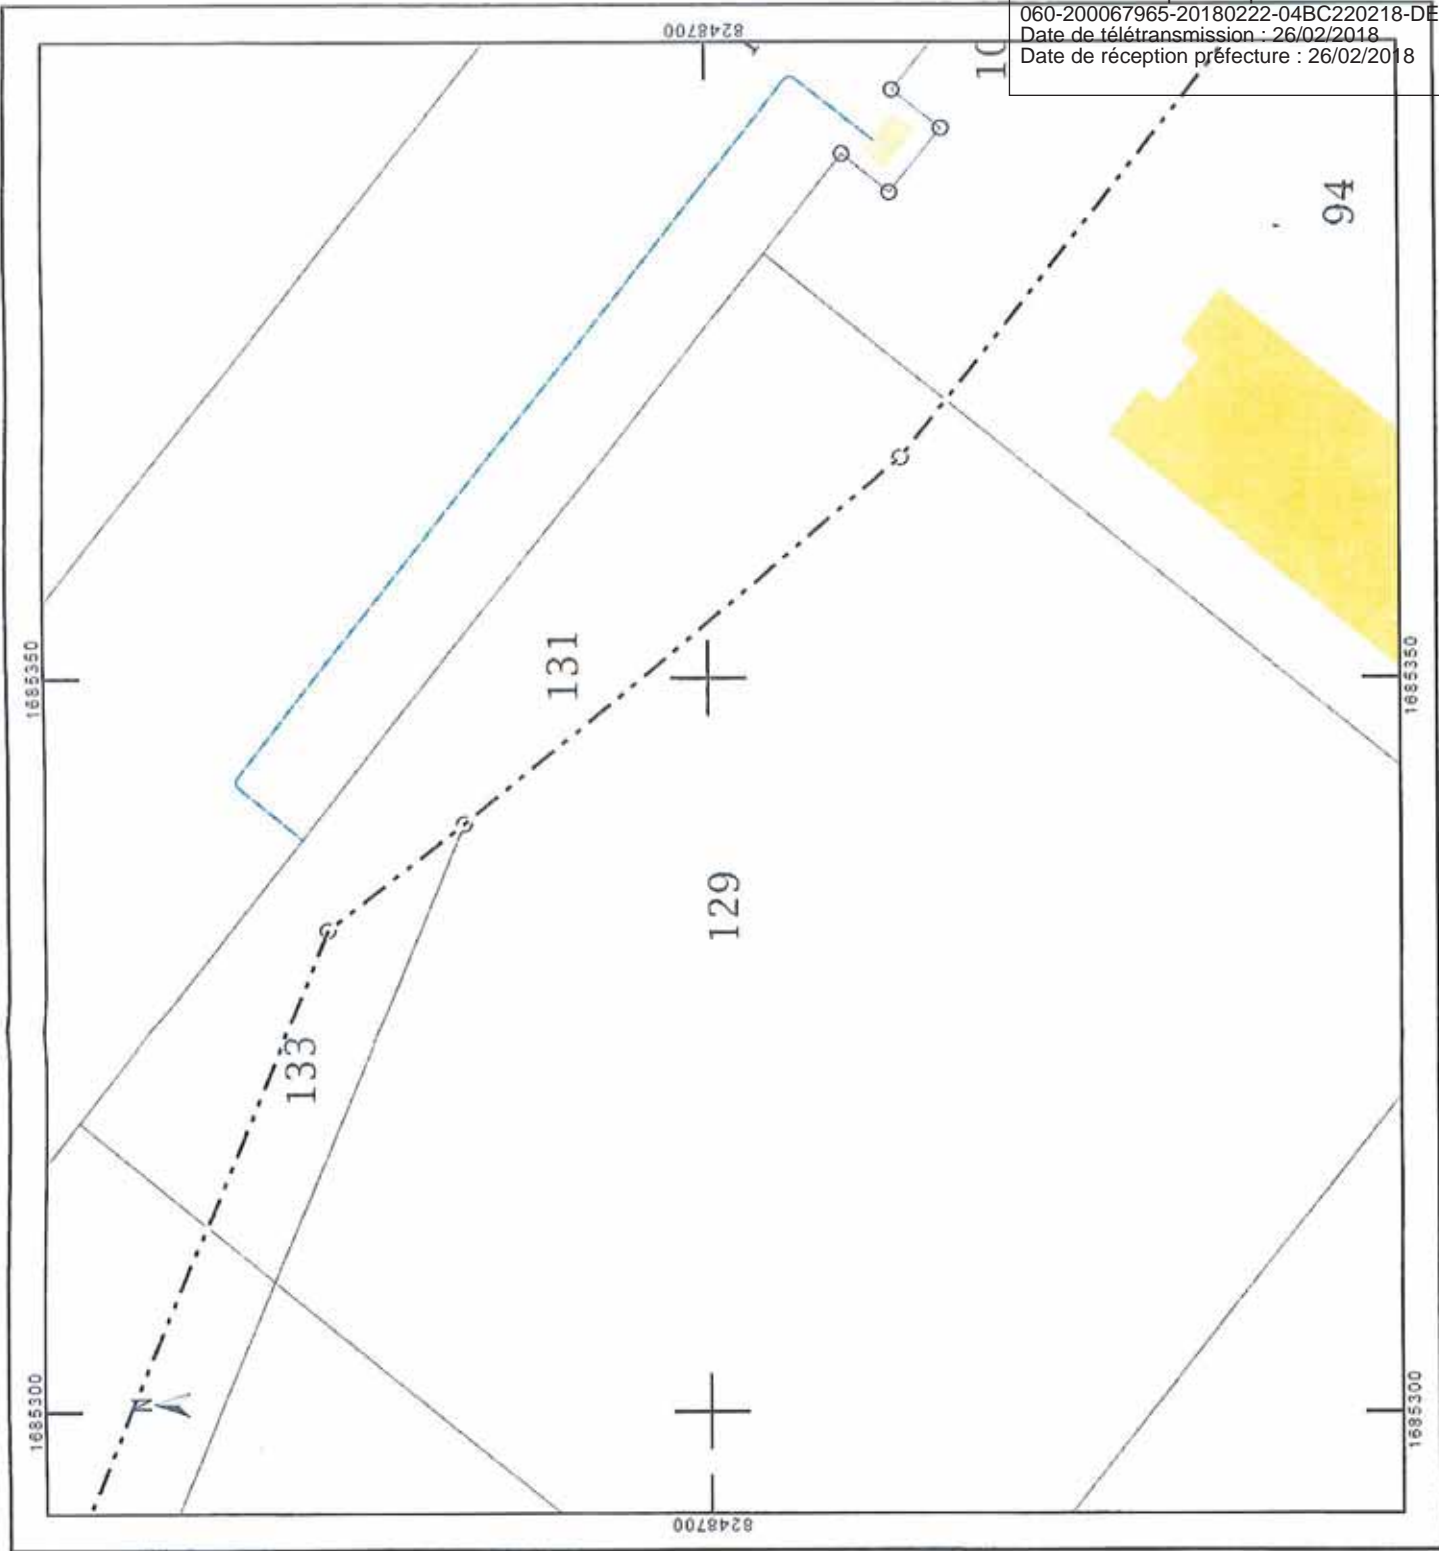 060-200067965-20180222-04BC220218-DE
Date de télétransmission : 26/02/2018
Date de réception préfecture : 26/02/2018
8248700
10
94
1685350
1685350
131
129
133
N
1685300
1685300
8248700